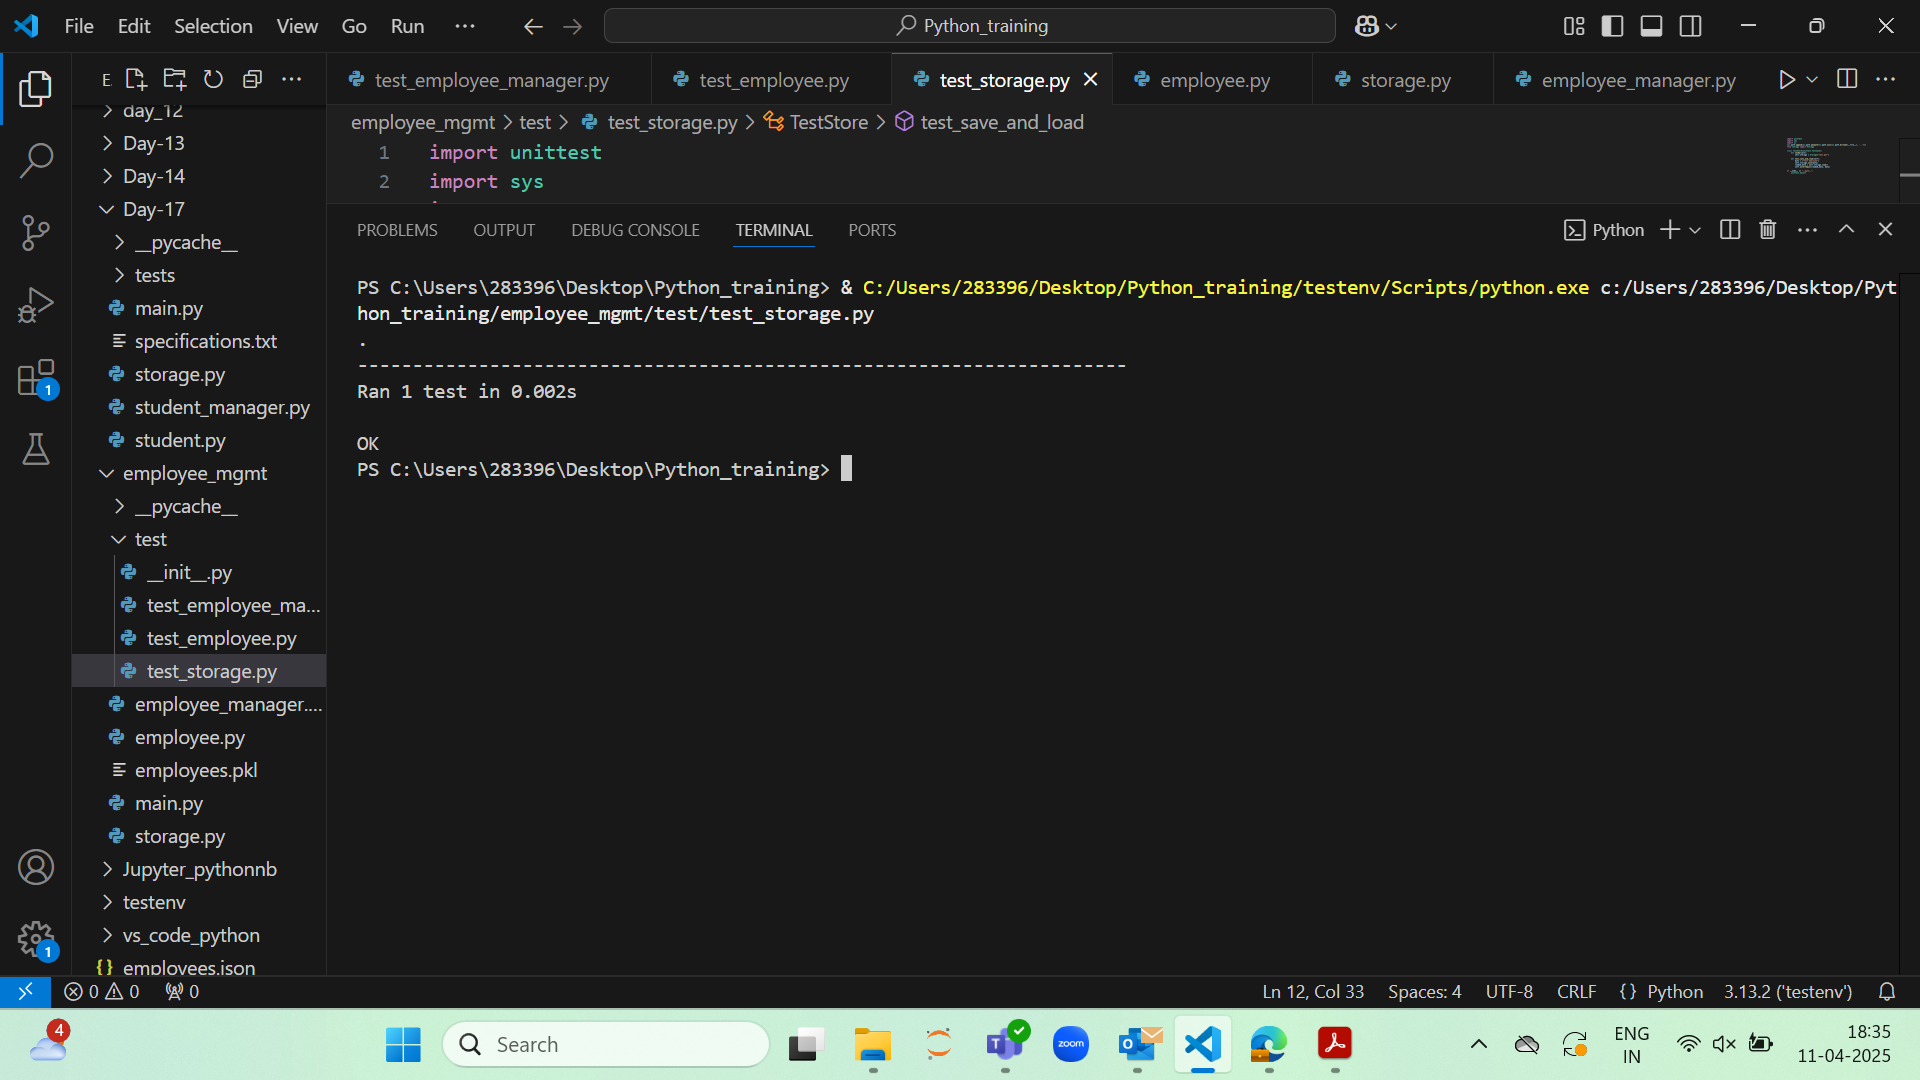 File Edit Selection View Go Run ··· Python_training
E
test_employee_manager.py test_employee.py test_storage.py employee.py storage.py employee_manager.py
employee_mgmt > test > test_storage.py > TestStore > test_save_and_load
1 import unittest
2 import sys
day_12
Day-13
Day-14
Day-17
__pycache__
tests
main.py
specifications.txt
storage.py
student_manager.py
student.py
employee_mgmt
__pycache__
test
__init__.py
test_employee_ma...
test_employee.py
test_storage.py
employee_manager....
employee.py
employees.pkl
main.py
storage.py
Jupyter_pythonnb
testenv
vs_code_python
{} employees.json
1
1
PROBLEMS OUTPUT DEBUG CONSOLE TERMINAL PORTS Python
PS C:\Users\283396\Desktop\Python_training> & C:/Users/283396/Desktop/Python_training/testenv/Scripts/python.exe c:/Users/283396/Desktop/Pyt
hon_training/employee_mgmt/test/test_storage.py
.
----------------------------------------------------------------------
Ran 1 test in 0.002s
OK
PS C:\Users\283396\Desktop\Python_training>
0 0 0 Ln 12, Col 33 Spaces: 4 UTF-8 CRLF {} Python 3.13.2 ('testenv')
4 Search T zoom O ENG
IN
18:35
11-04-2025